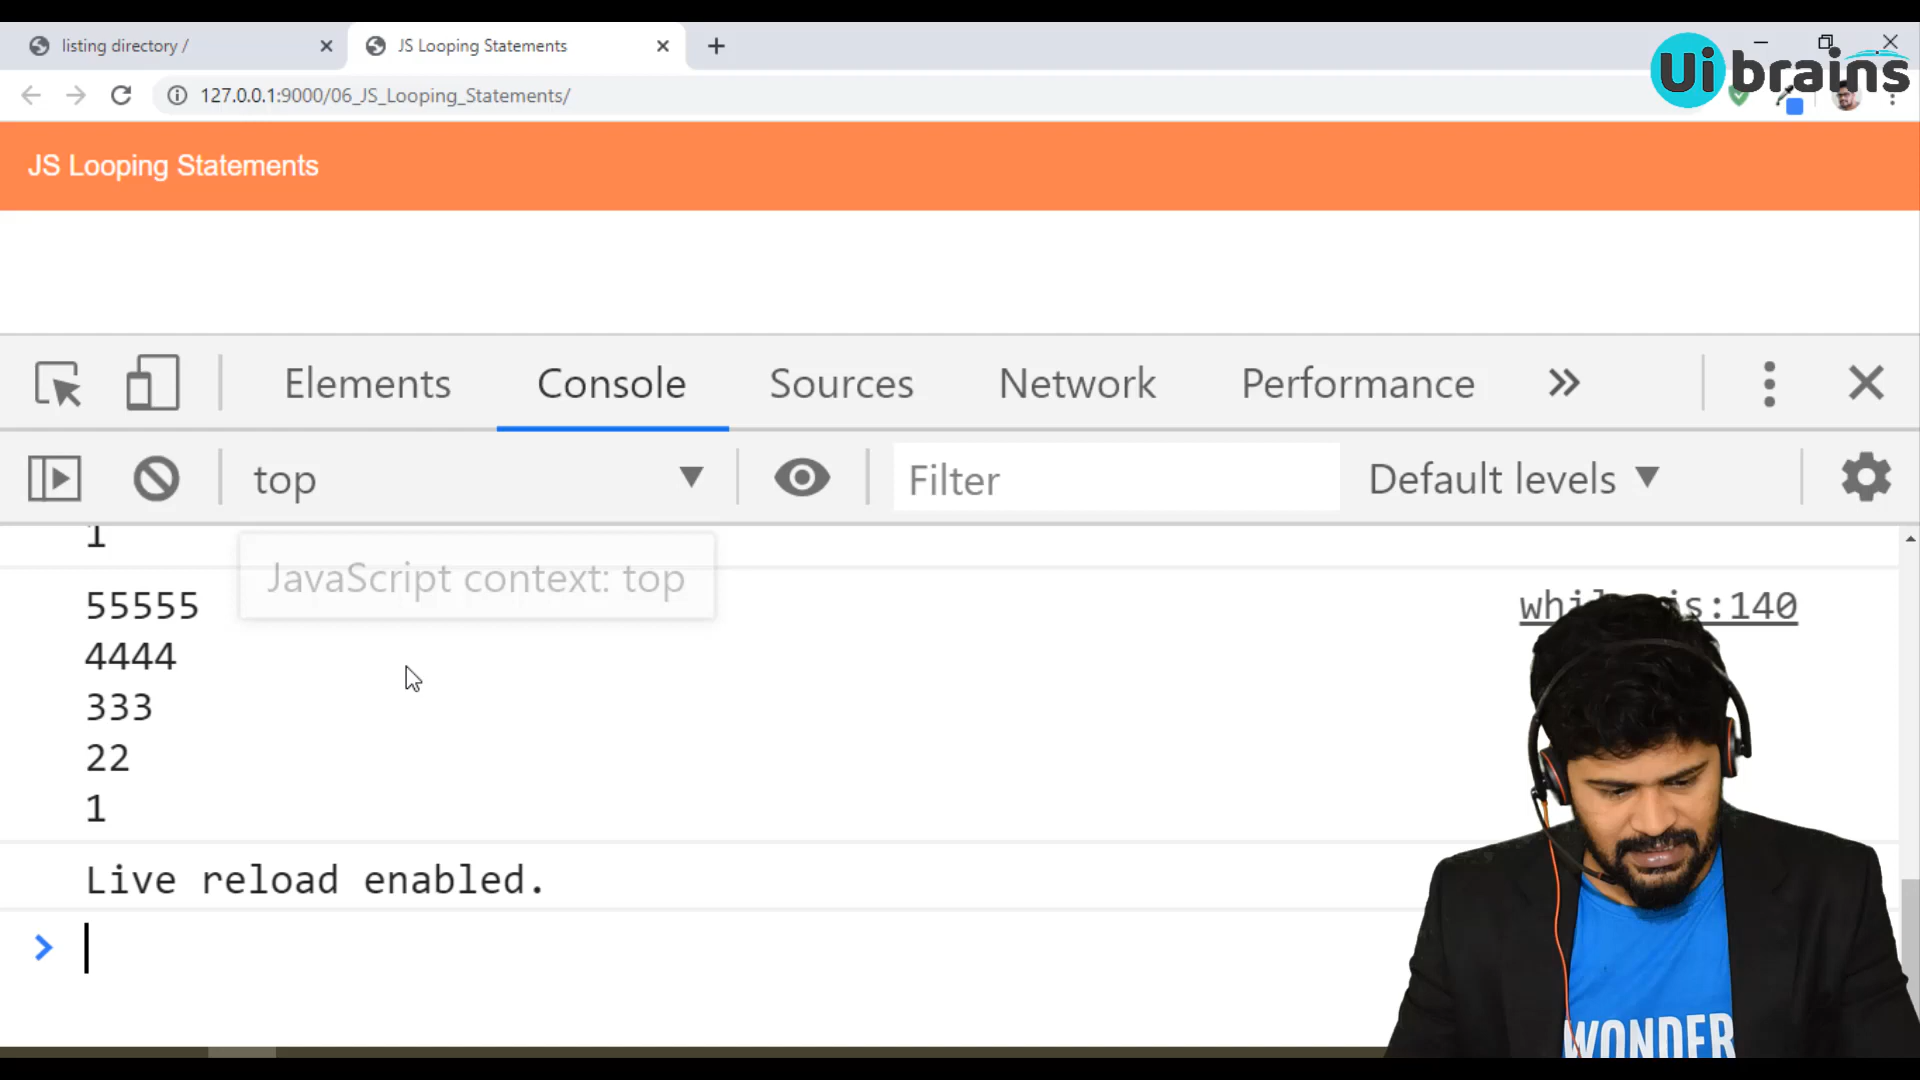 listing directory /
JS Looping Statements
Ui brains
127.0.0.1:9000/06_JS_Looping_Statements/
JS Looping Statements
Elements
Console
Sources
Network
Performance
top
Filter
Default levels
1
JavaScript context: top
55555
4444
333
22
1
Live reload enabled.
WONDER